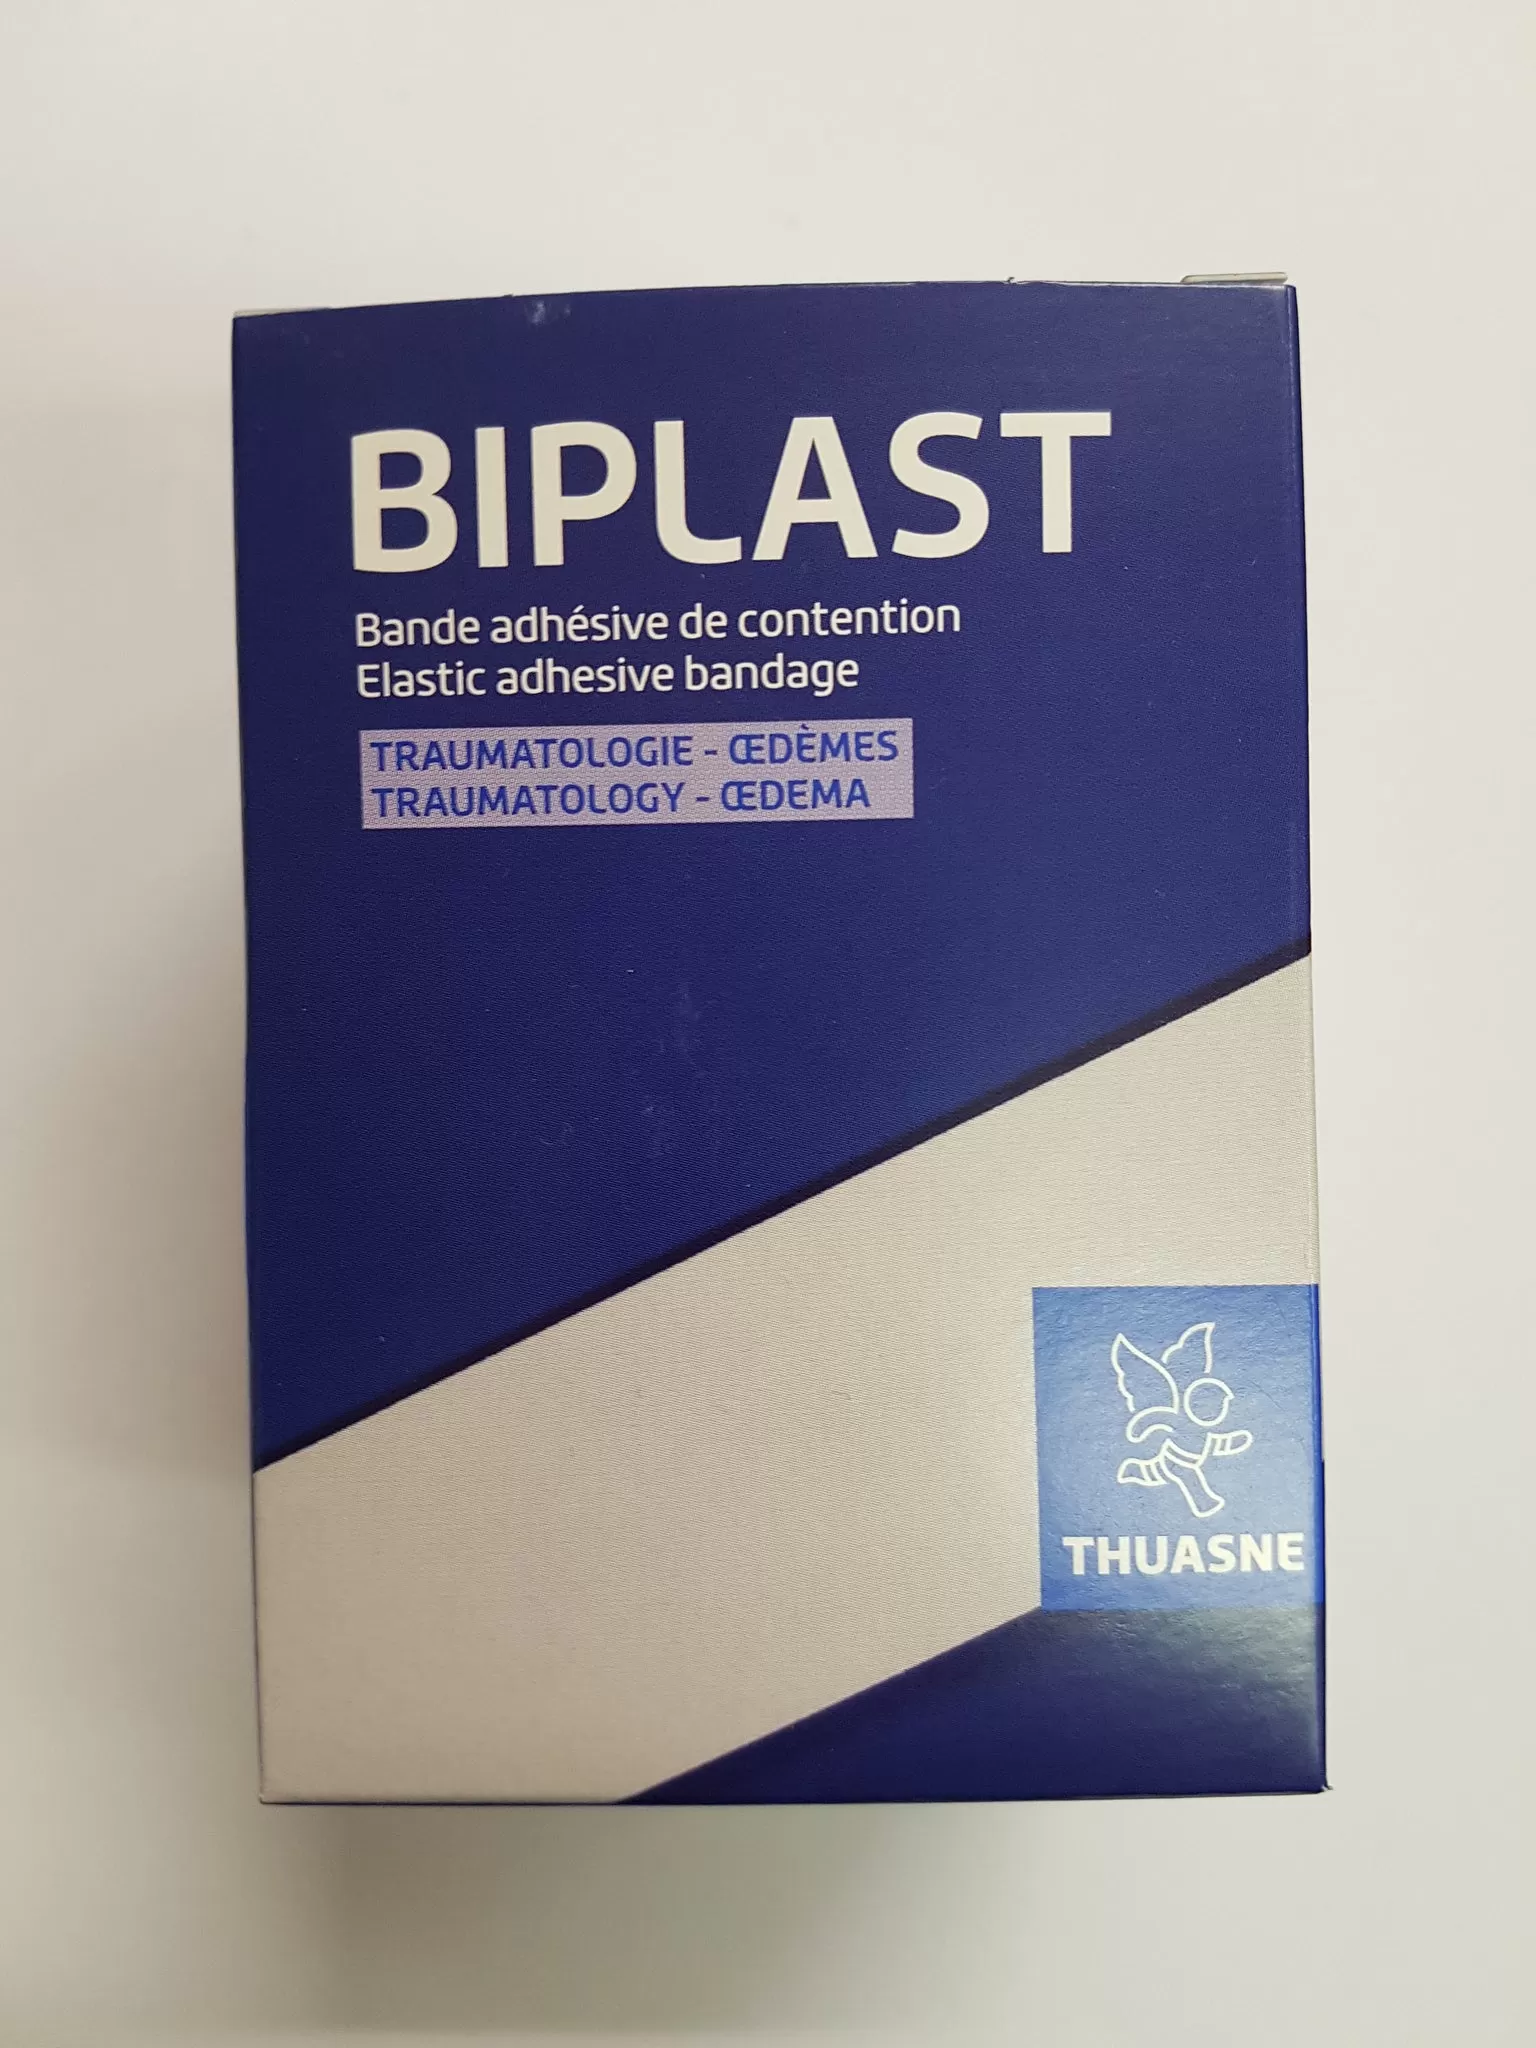 BIPLAST
Bande adhésive de contention
Elastic adhesive bandage
TRAUMATOLOGIE - ŒDÈMES
TRAUMATOLOGY - ŒDEMA
THUASNE